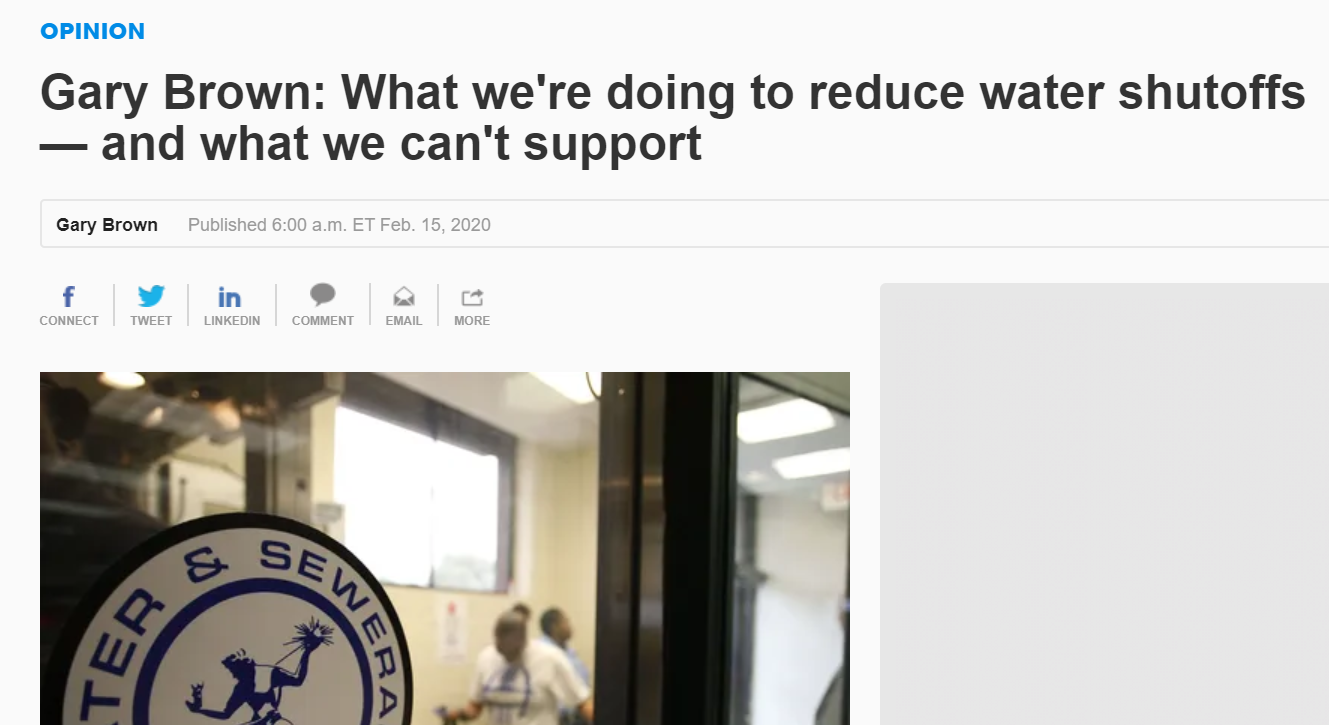 OPINION
Gary Brown: What we're doing to reduce water shutoffs
— and what we can't support
Gary Brown Published 6:00 a.m. ET Feb. 15, 2020
f in
CONNECT TWEET LINKEDIN COMMENT EMAIL MORE
TER & SEWERA